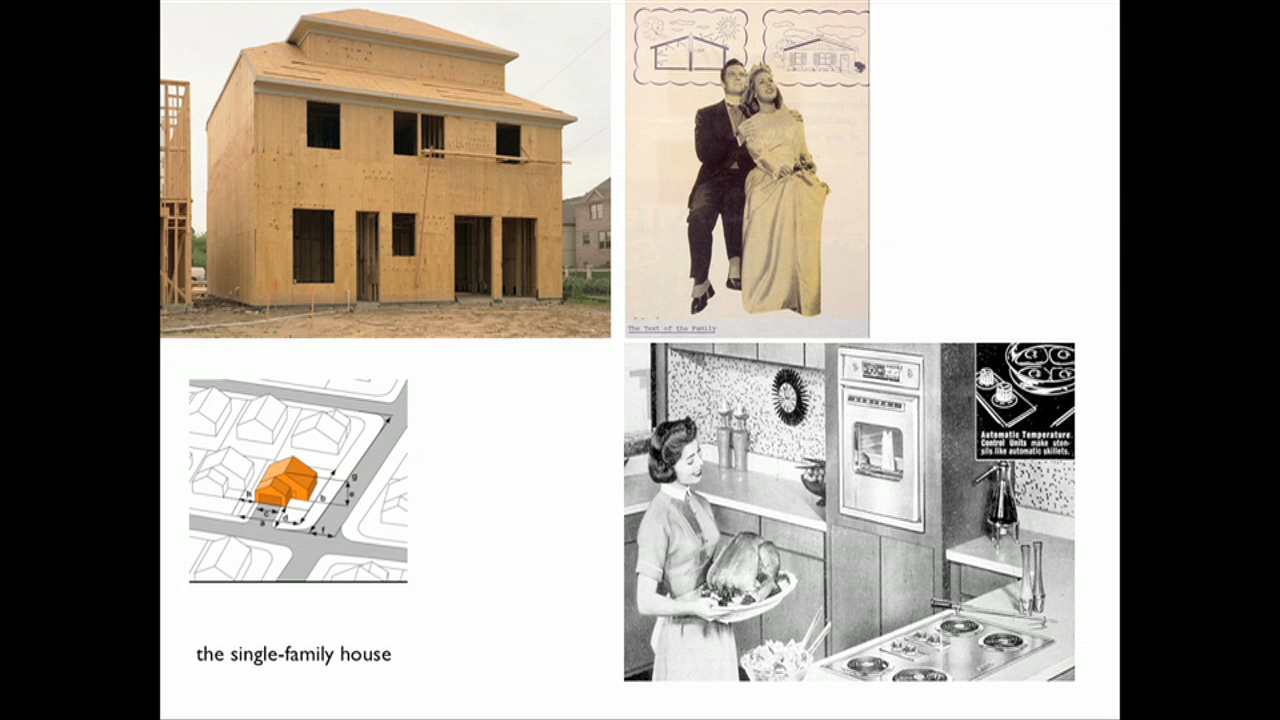 The Text of the Family
Automatic Temperature
Control Units make uten-
sils like automatic skillets.
h
a
c
d
b
g
e
f
the single-family house